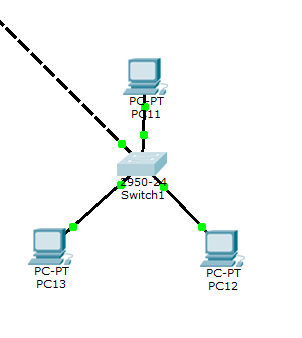 PC-PT
PC11
2950-24
Switch1
PC-PT
PC13
PC-PT
PC12